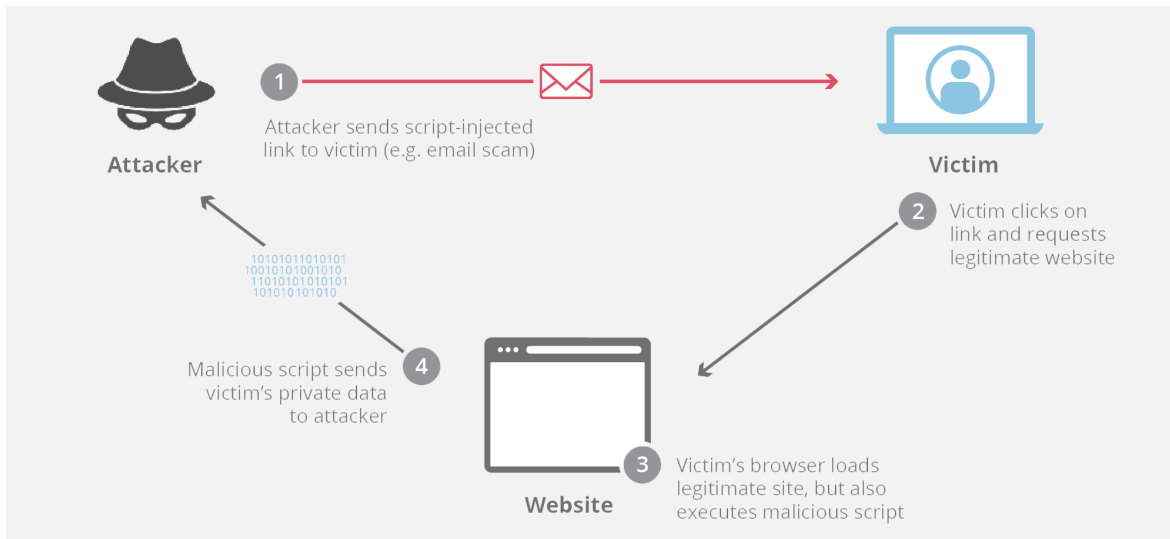 1
Attacker sends script-injected
link to victim (e.g. email scam)
Attacker
Victim
2
Victim clicks on
link and requests
legitimate website
10101011010101
10010101001010
11010101010101
101010101010
4
Malicious script sends
victim’s private data
to attacker
3
Victim’s browser loads
legitimate site, but also
executes malicious script
Website